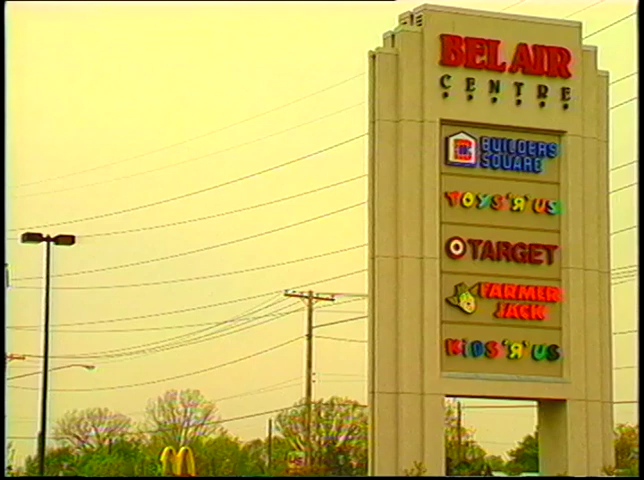 BEL AIR
CENTRE
BUILDERS
SQUARE
TOYS "R" US
TARGET
FARMER
JACK
KIDS "R" US